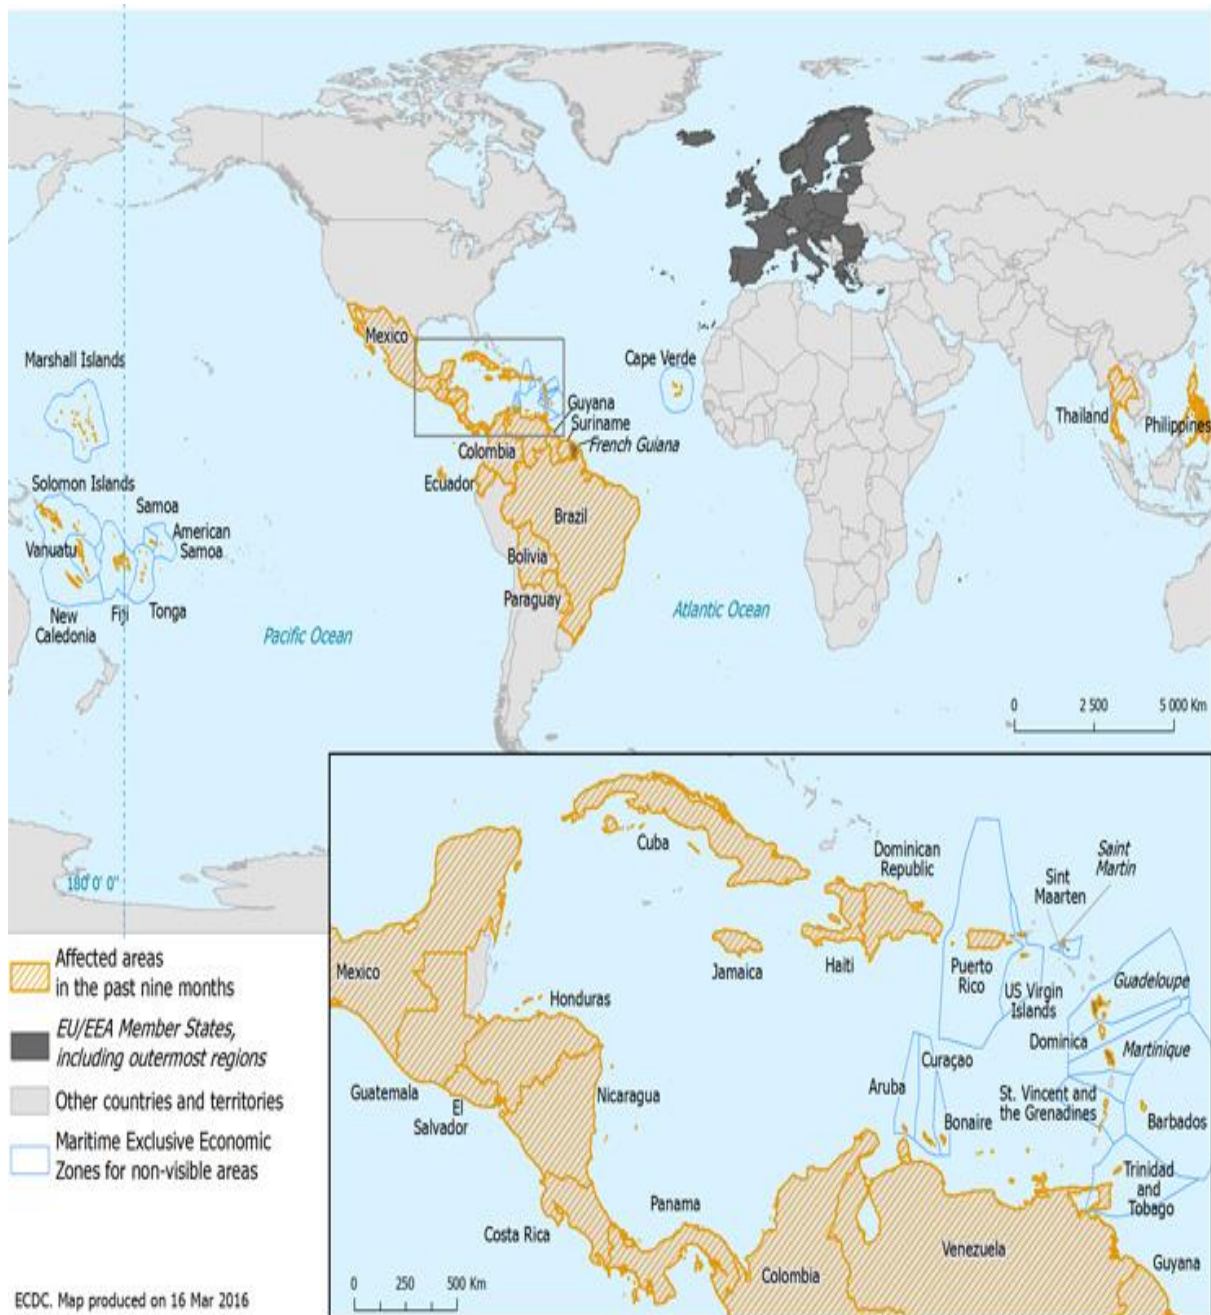 Marshall Islands
Solomon Islands
Samoa
American
Samoa
Vanuatu
New
Caledonia
Fiji
Tonga
Pacific Ocean
Mexico
Guyana
Suriname
French Guiana
Colombia
Ecuador
Brazil
Bolivia
Paraguay
Atlantic Ocean
Cape Verde
Thailand
Philippines
0 2 500 5 000 Km
180° 0' 0"
Affected areas
in the past nine months
EU/EEA Member States,
including outermost regions
Other countries and territories
Maritime Exclusive Economic
Zones for non-visible areas
ECDC. Map produced on 16 Mar 2016
Cuba
Dominican
Republic
Saint
Martin
Sint
Maarten
Mexico
Jamaica
Haiti
Puerto
Rico
US Virgin
Islands
Guadeloupe
Honduras
Dominica
Martinique
Curaçao
Aruba
Bonaire
St. Vincent and
the Grenadines
Barbados
Guatemala
El
Salvador
Nicaragua
Trinidad
and
Tobago
Panama
Costa Rica
Venezuela
Colombia
Guyana
0 250 500 Km